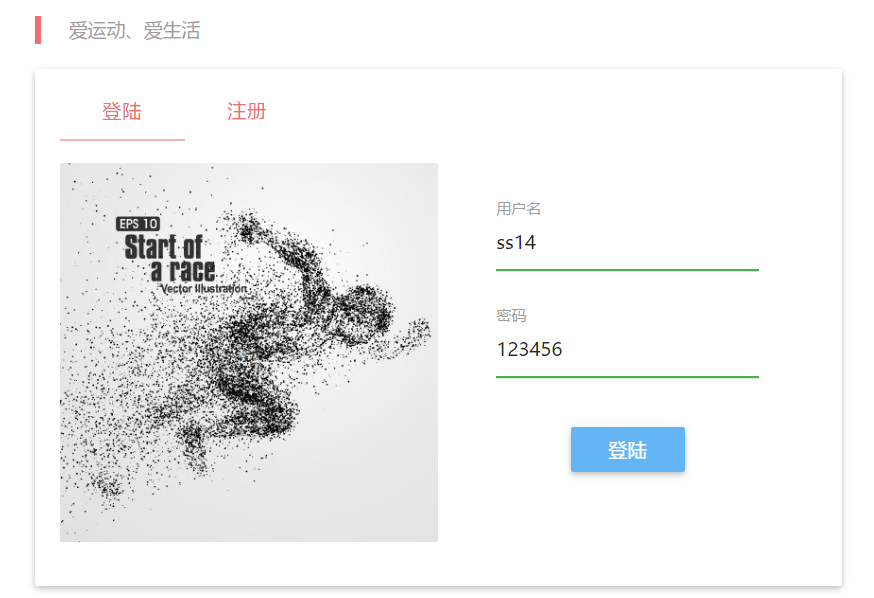 爱运动、爱生活
登陆
注册
EPS 10
Start of
a race
Vector Illustration
用户名
ss14
密码
123456
登陆